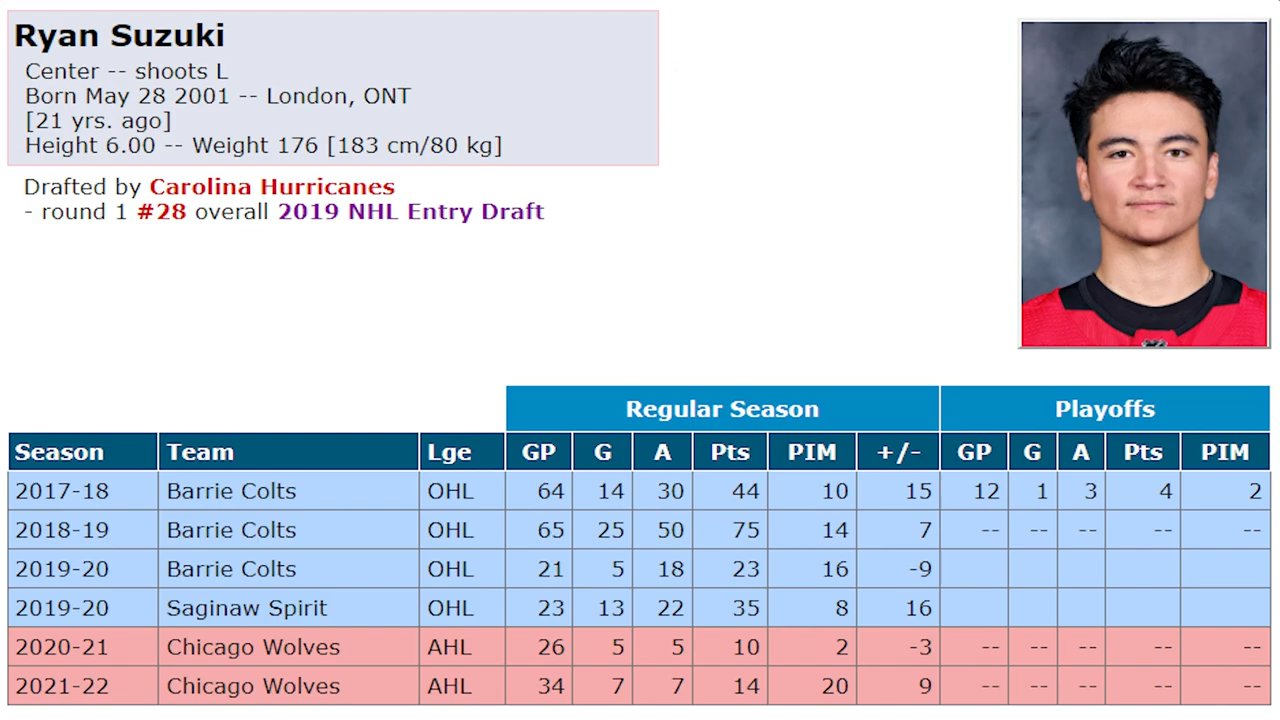 Ryan Suzuki
Center -- shoots L
Born May 28 2001 -- London, ONT
[21 yrs. ago]
Height 6.00 -- Weight 176 [183 cm/80 kg]
Drafted by Carolina Hurricanes
- round 1 #28 overall 2019 NHL Entry Draft
Regular Season Playoffs
Season Team Lge GP G A Pts PIM +/- GP G A Pts PIM
2017-18 Barrie Colts OHL 64 14 30 44 10 15 12 1 3 4 2
2018-19 Barrie Colts OHL 65 25 50 75 14 7 -- -- -- -- --
2019-20 Barrie Colts OHL 21 5 18 23 16 -9
2019-20 Saginaw Spirit OHL 23 13 22 35 8 16
2020-21 Chicago Wolves AHL 26 5 5 10 2 -3 -- -- -- -- --
2021-22 Chicago Wolves AHL 34 7 7 14 20 9 -- -- -- -- --